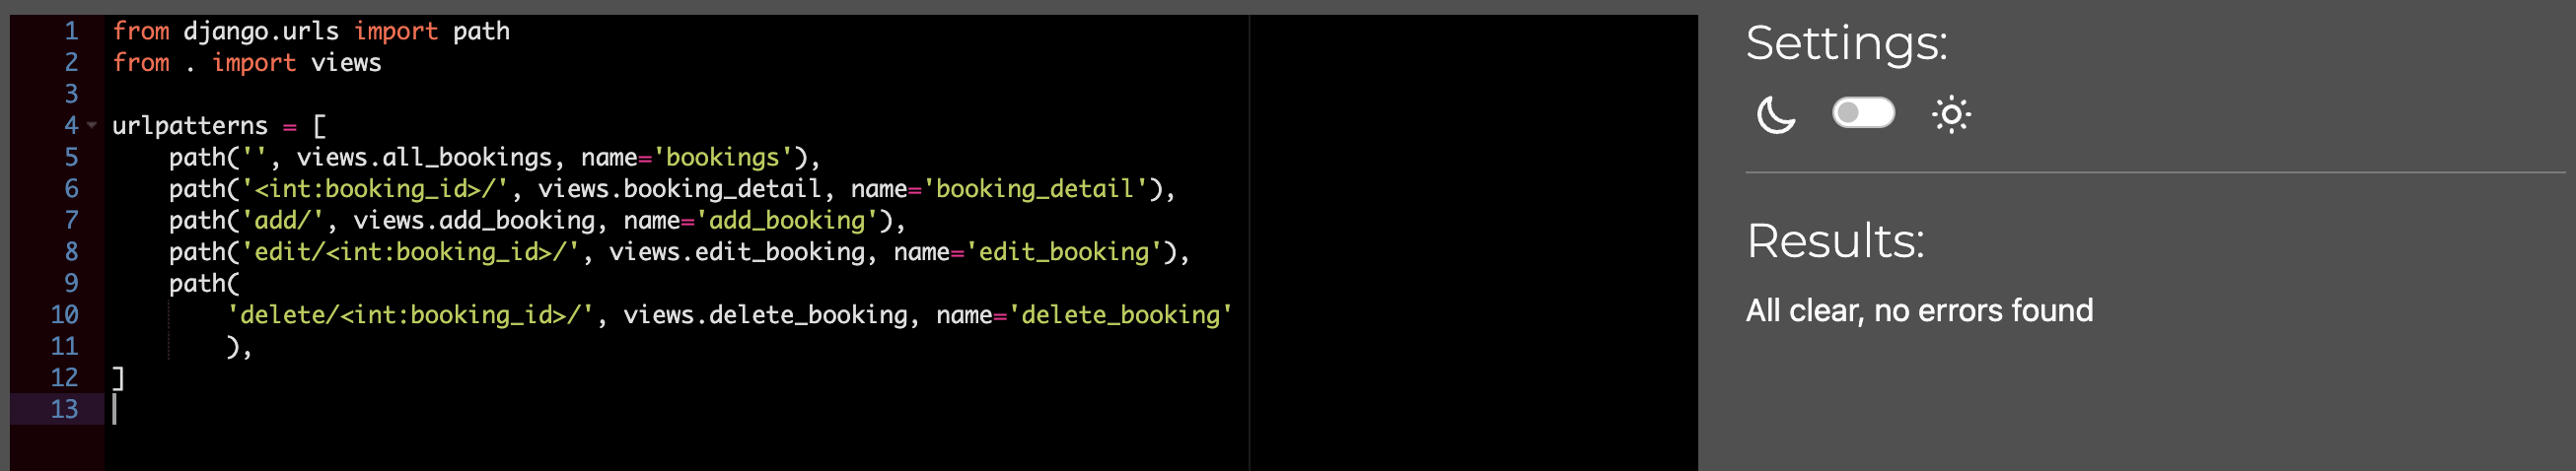 1 from django.urls import path
2 from . import views
3
4 urlpatterns = [
5     path('', views.all_bookings, name='bookings'),
6     path('<int:booking_id>/', views.booking_detail, name='booking_detail'),
7     path('add/', views.add_booking, name='add_booking'),
8     path('edit/<int:booking_id>/', views.edit_booking, name='edit_booking'),
9     path(
10         'delete/<int:booking_id>/', views.delete_booking, name='delete_booking'
11         ),
12 ]
13
Settings:
Results:
All clear, no errors found